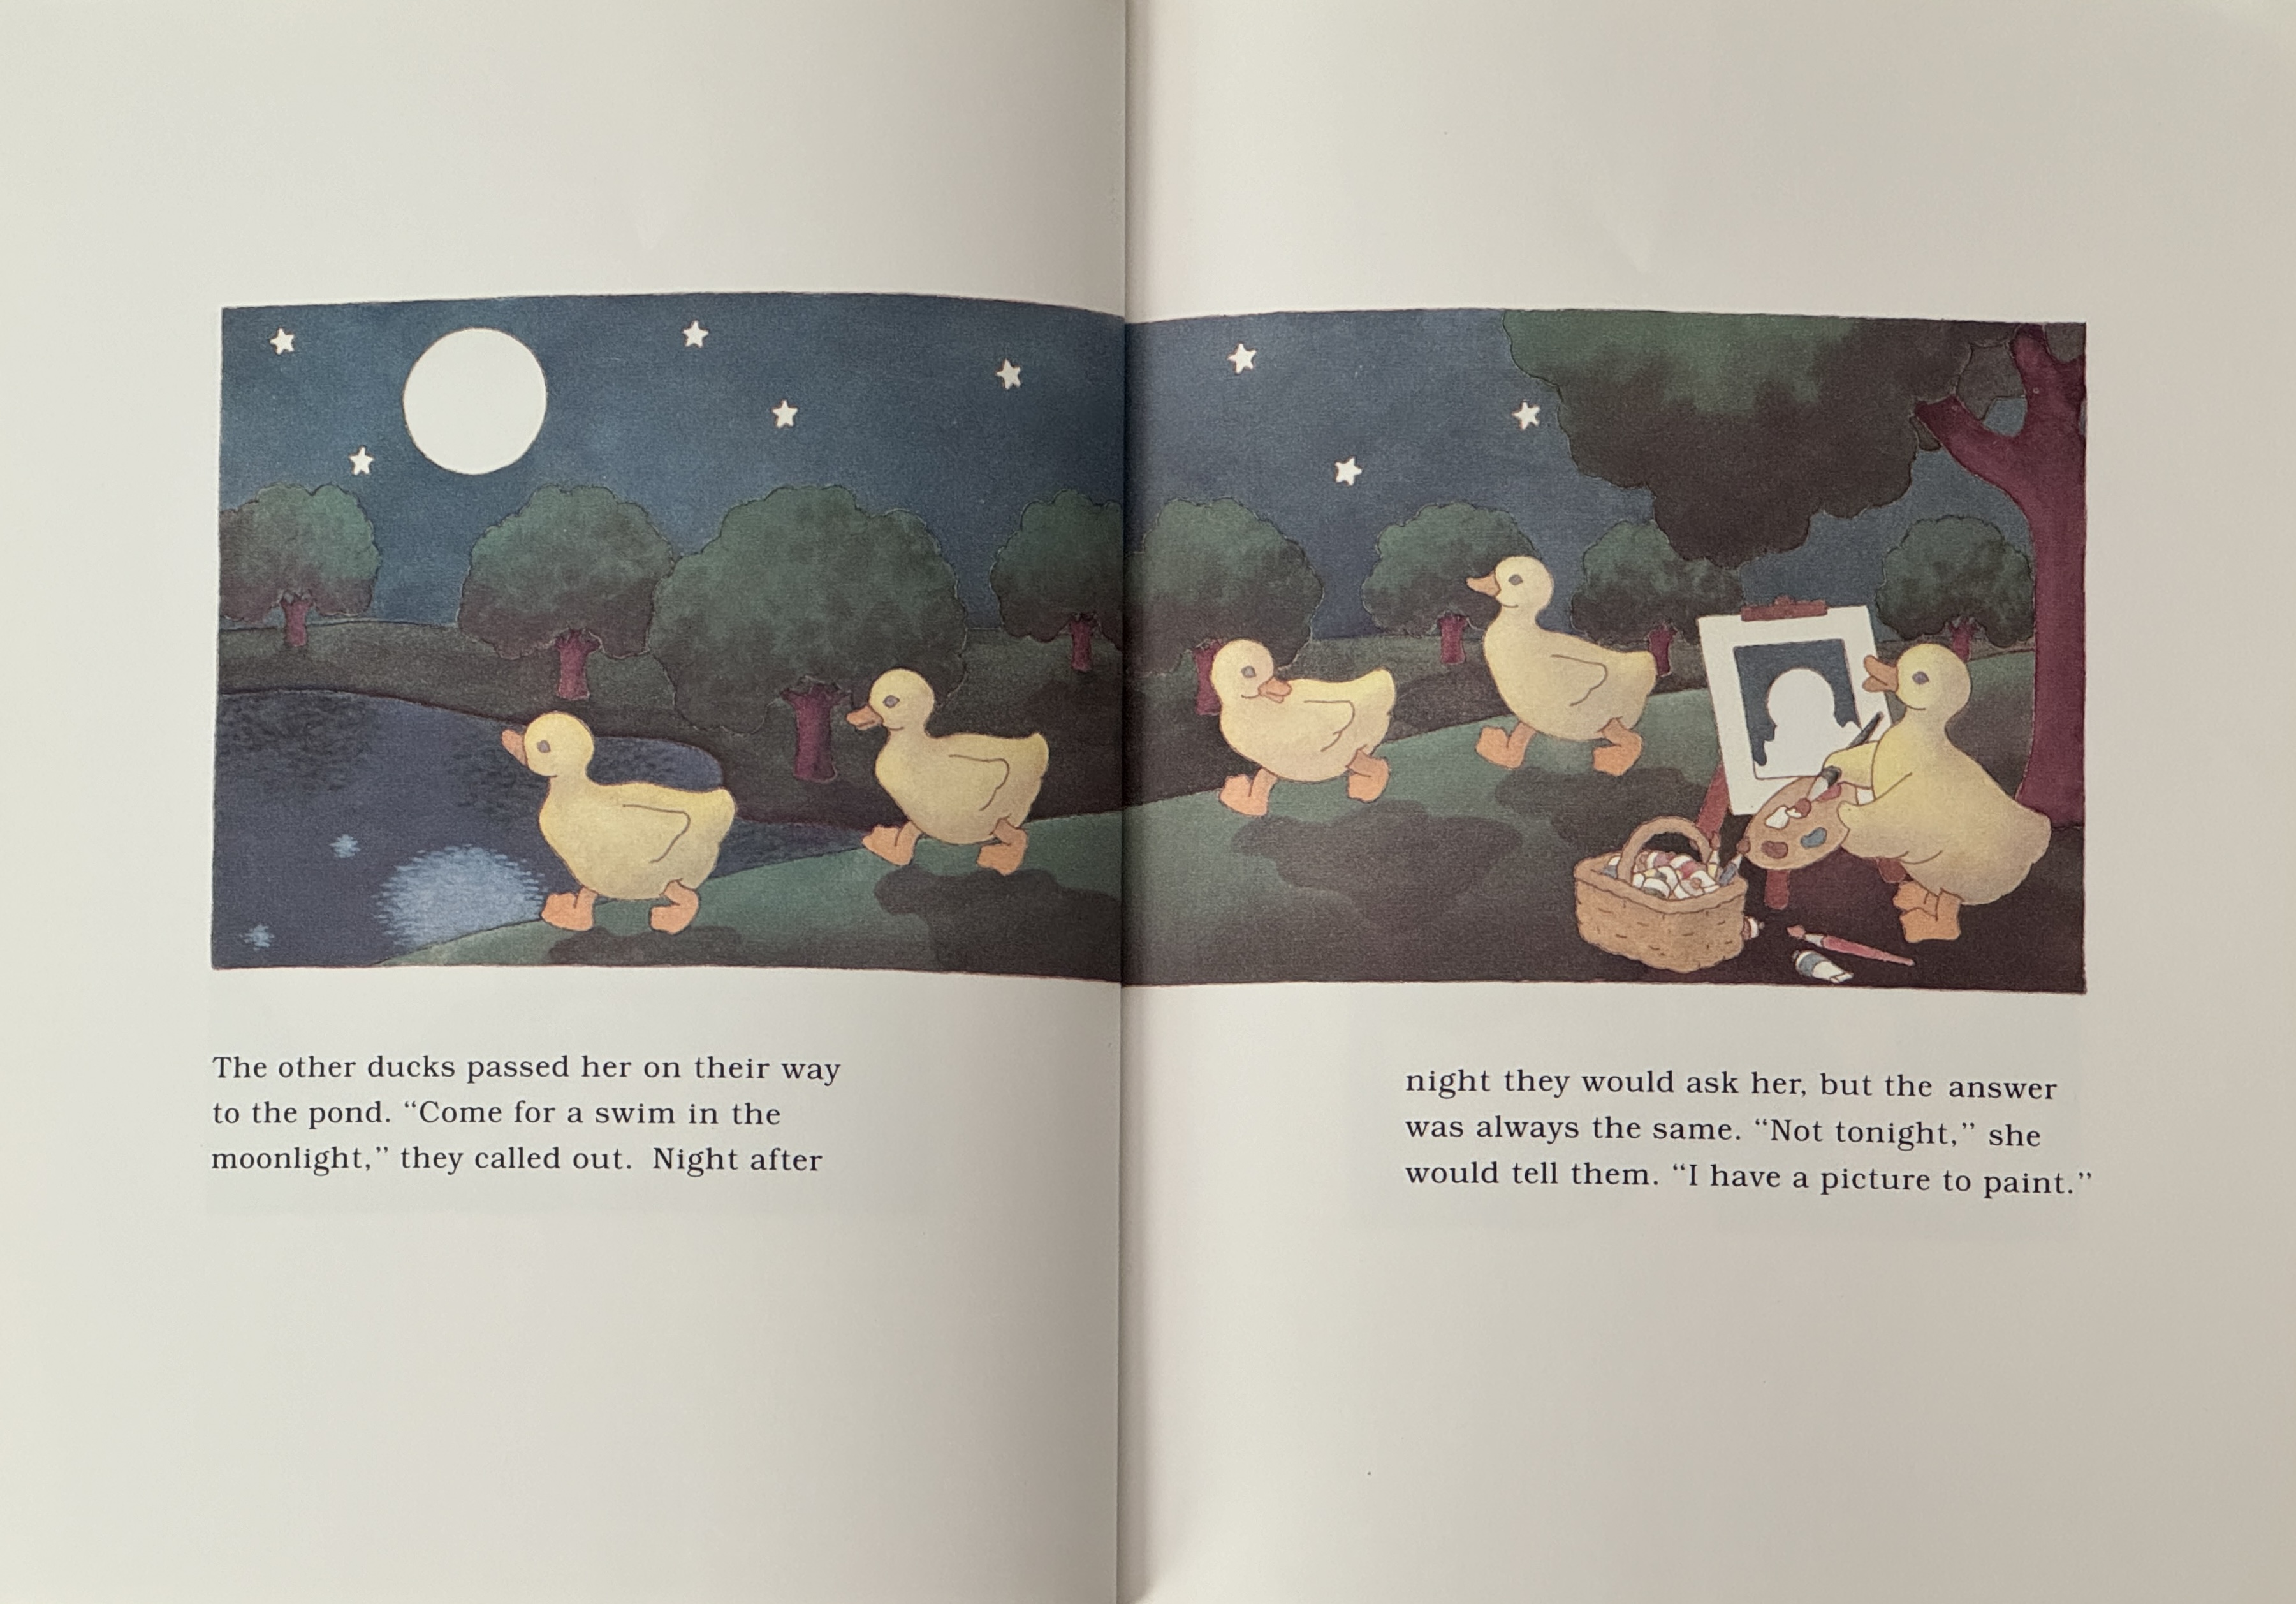 The other ducks passed her on their way
to the pond. “Come for a swim in the
moonlight,” they called out. Night after
night they would ask her, but the answer
was always the same. “Not tonight,” she
would tell them. “I have a picture to paint.”